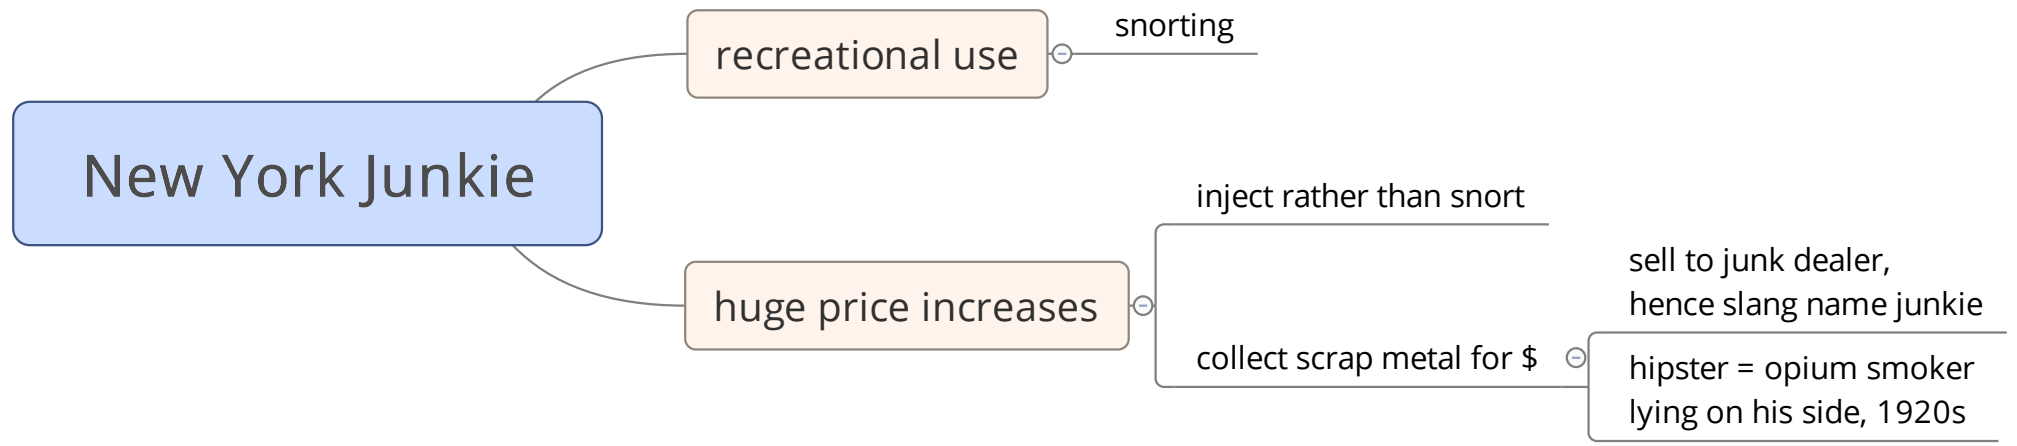 New York Junkie
recreational use
snorting
huge price increases
inject rather than snort
collect scrap metal for $
sell to junk dealer,
hence slang name junkie
hipster = opium smoker
lying on his side, 1920s